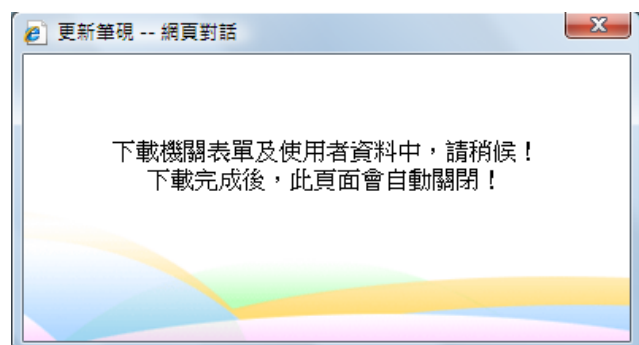 更新筆硯 -- 網頁對話
下載機關表單及使用者資料中，請稍候！
下載完成後，此頁面會自動關閉！